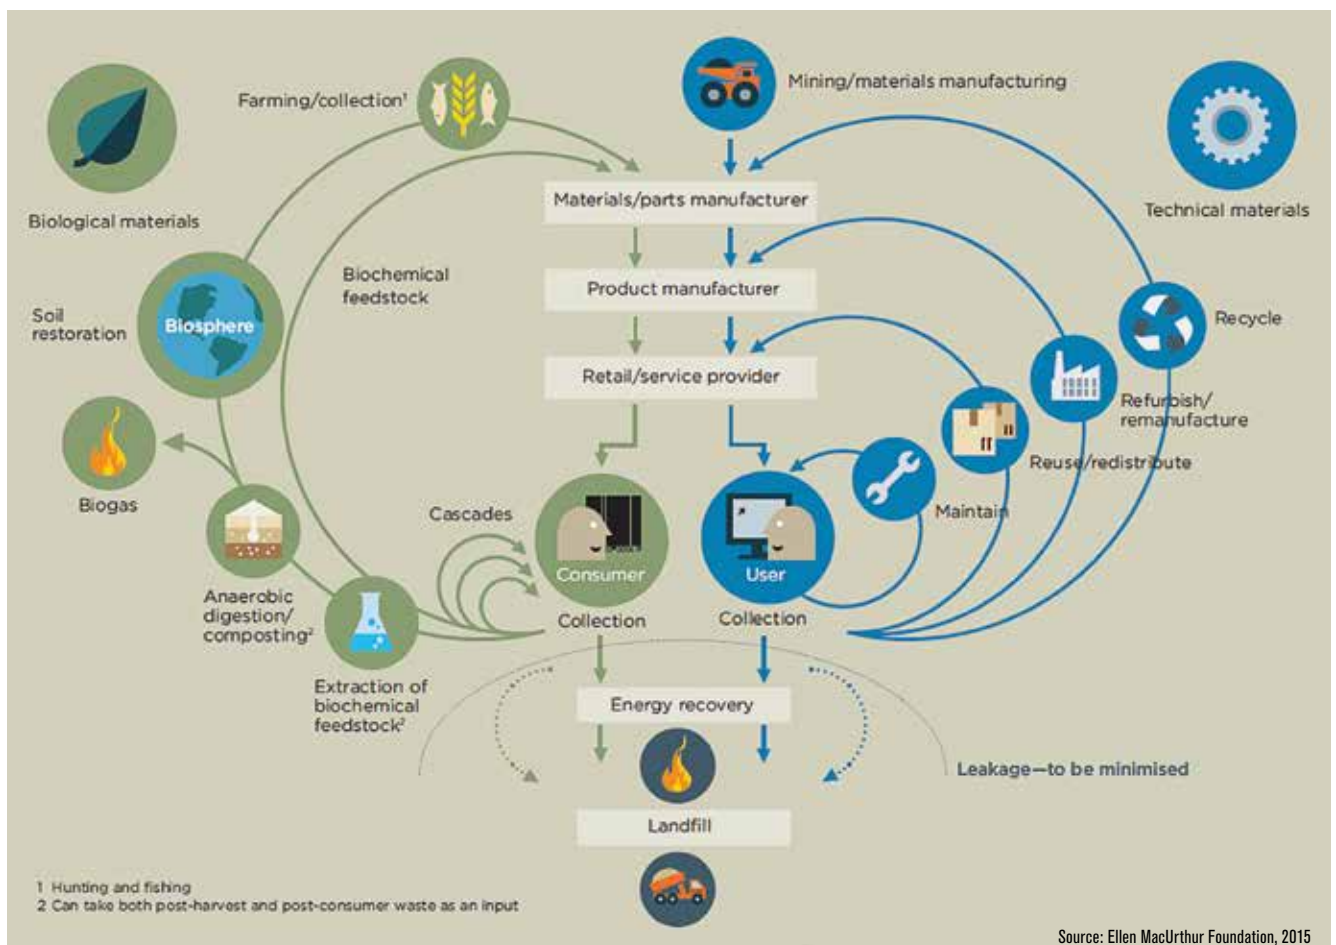 Farming/collection¹
Mining/materials manufacturing
Biological materials
Technical materials
Materials/parts manufacturer
Biochemical
feedstock
Product manufacturer
Soil
restoration
Biosphere
Recycle
Retail/service provider
Refurbish/
remanufacture
Reuse/redistribute
Biogas
Cascades
Maintain
Consumer
User
Anaerobic
digestion/
composting²
Collection
Collection
Extraction of
biochemical
feedstock²
Energy recovery
Leakage—to be minimised
Landfill
1 Hunting and fishing
2 Can take both post-harvest and post-consumer waste as an input
Source: Ellen MacUrthur Foundation, 2015